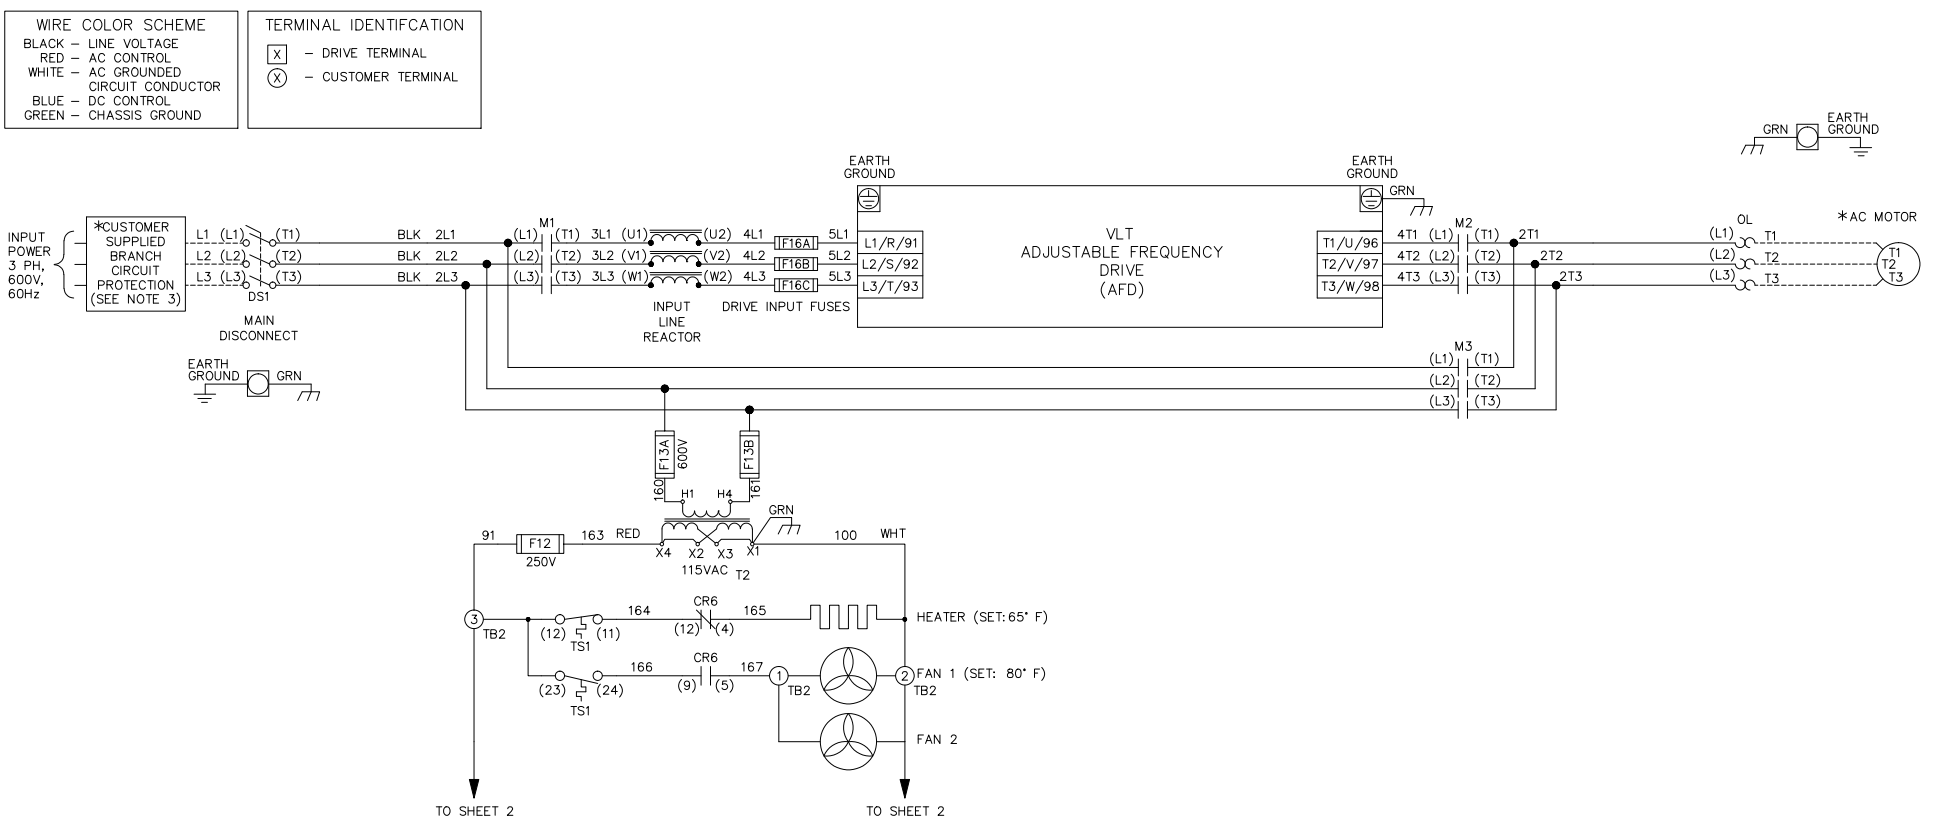 WIRE COLOR SCHEME
BLACK – LINE VOLTAGE
RED – AC CONTROL
WHITE – AC GROUNDED
CIRCUIT CONDUCTOR
BLUE – DC CONTROL
GREEN – CHASSIS GROUND
TERMINAL IDENTIFCATION
X – DRIVE TERMINAL
X – CUSTOMER TERMINAL
GRN
EARTH
GROUND
EARTH
GROUND
EARTH
GROUND
GRN
INPUT
POWER
3 PH,
600V,
60Hz
*CUSTOMER
SUPPLIED
BRANCH
CIRCUIT
PROTECTION
(SEE NOTE 3)
L1 (L1) (T1) BLK 2L1 (L1) M1 (T1) 3L1 (U1) (U2) 4L1 F16A 5L1 L1/R/91
L2 (L2) (T2) BLK 2L2 (L2) (T2) 3L2 (V1) (V2) 4L2 F16B 5L2 L2/S/92
L3 (L3) (T3) BLK 2L3 (L3) (T3) 3L3 (W1) (W2) 4L3 F16C 5L3 L3/T/93
DS1
MAIN
DISCONNECT
INPUT
LINE
REACTOR
DRIVE INPUT FUSES
VLT
ADJUSTABLE FREQUENCY
DRIVE
(AFD)
T1/U/96 4T1 (L1) M2 (T1) 2T1 (L1) OL T1
T2/V/97 4T2 (L2) (T2) 2T2 (L2) T2
T3/W/98 4T3 (L3) (T3) 2T3 (L3) T3
*AC MOTOR
T1
T2
T3
EARTH
GROUND
GRN
M3
(L1) (T1)
(L2) (T2)
(L3) (T3)
F13A
600V
F13B
160
161
H1 H4
GRN
91 F12 163 RED
250V
X4 X2 X3 X1
100 WHT
115VAC T2
3
TB2
(12) (11)
TS1
164
CR6
(12) (4)
165
HEATER (SET: 65° F)
(23) (24)
TS1
166
CR6
(9) (5)
167
1
TB2
2
TB2
FAN 1 (SET: 80° F)
FAN 2
TO SHEET 2
TO SHEET 2